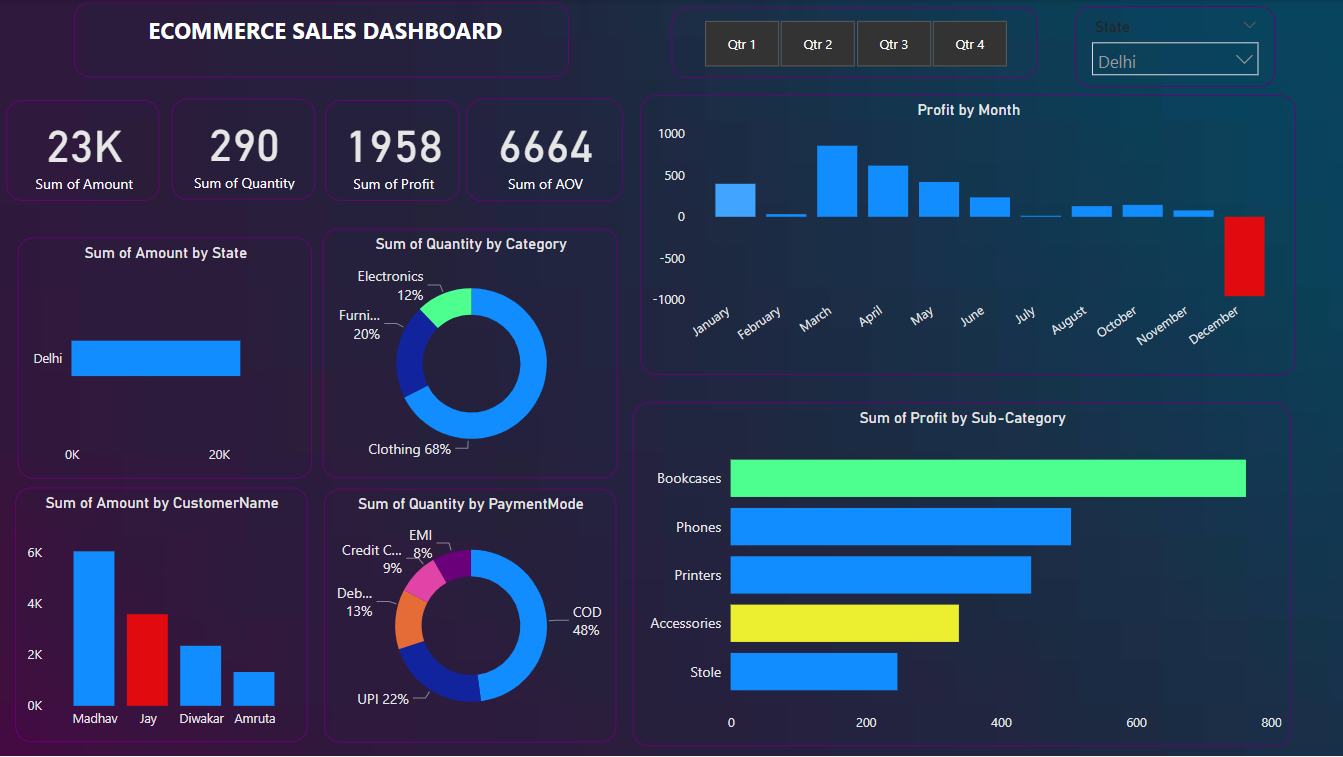 ECOMMERCE SALES DASHBOARD
Qtr 1
Qtr 2
Qtr 3
Qtr 4
State
Delhi
23K
Sum of Amount
290
Sum of Quantity
1958
Sum of Profit
6664
Sum of AOV
Profit by Month
1000
500
0
-500
-1000
January
February
March
April
May
June
July
August
October
November
December
Sum of Amount by State
Delhi
0K
20K
Sum of Quantity by Category
Electronics
12%
Furni...
20%
Clothing 68%
Sum of Profit by Sub-Category
Bookcases
Phones
Printers
Accessories
Stole
0
200
400
600
800
Sum of Amount by CustomerName
6K
4K
2K
0K
Madhav
Jay
Diwakar
Amruta
Sum of Quantity by PaymentMode
EMI
8%
Credit C...
9%
Deb...
13%
COD
48%
UPI 22%